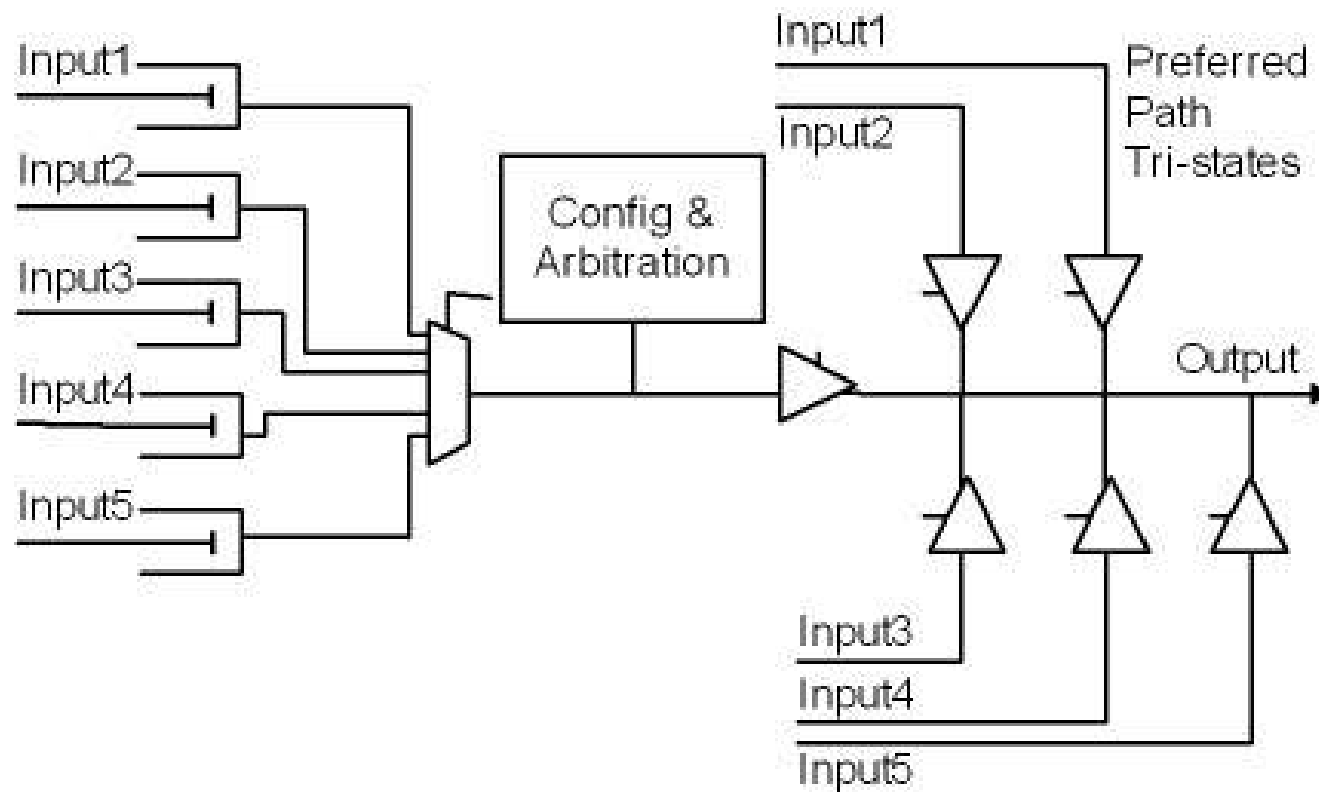 Input1
Input2
Input3
Input4
Input5
Config &
Arbitration
Input1
Input2
Preferred
Path
Tri-states
Output
Input3
Input4
Input5